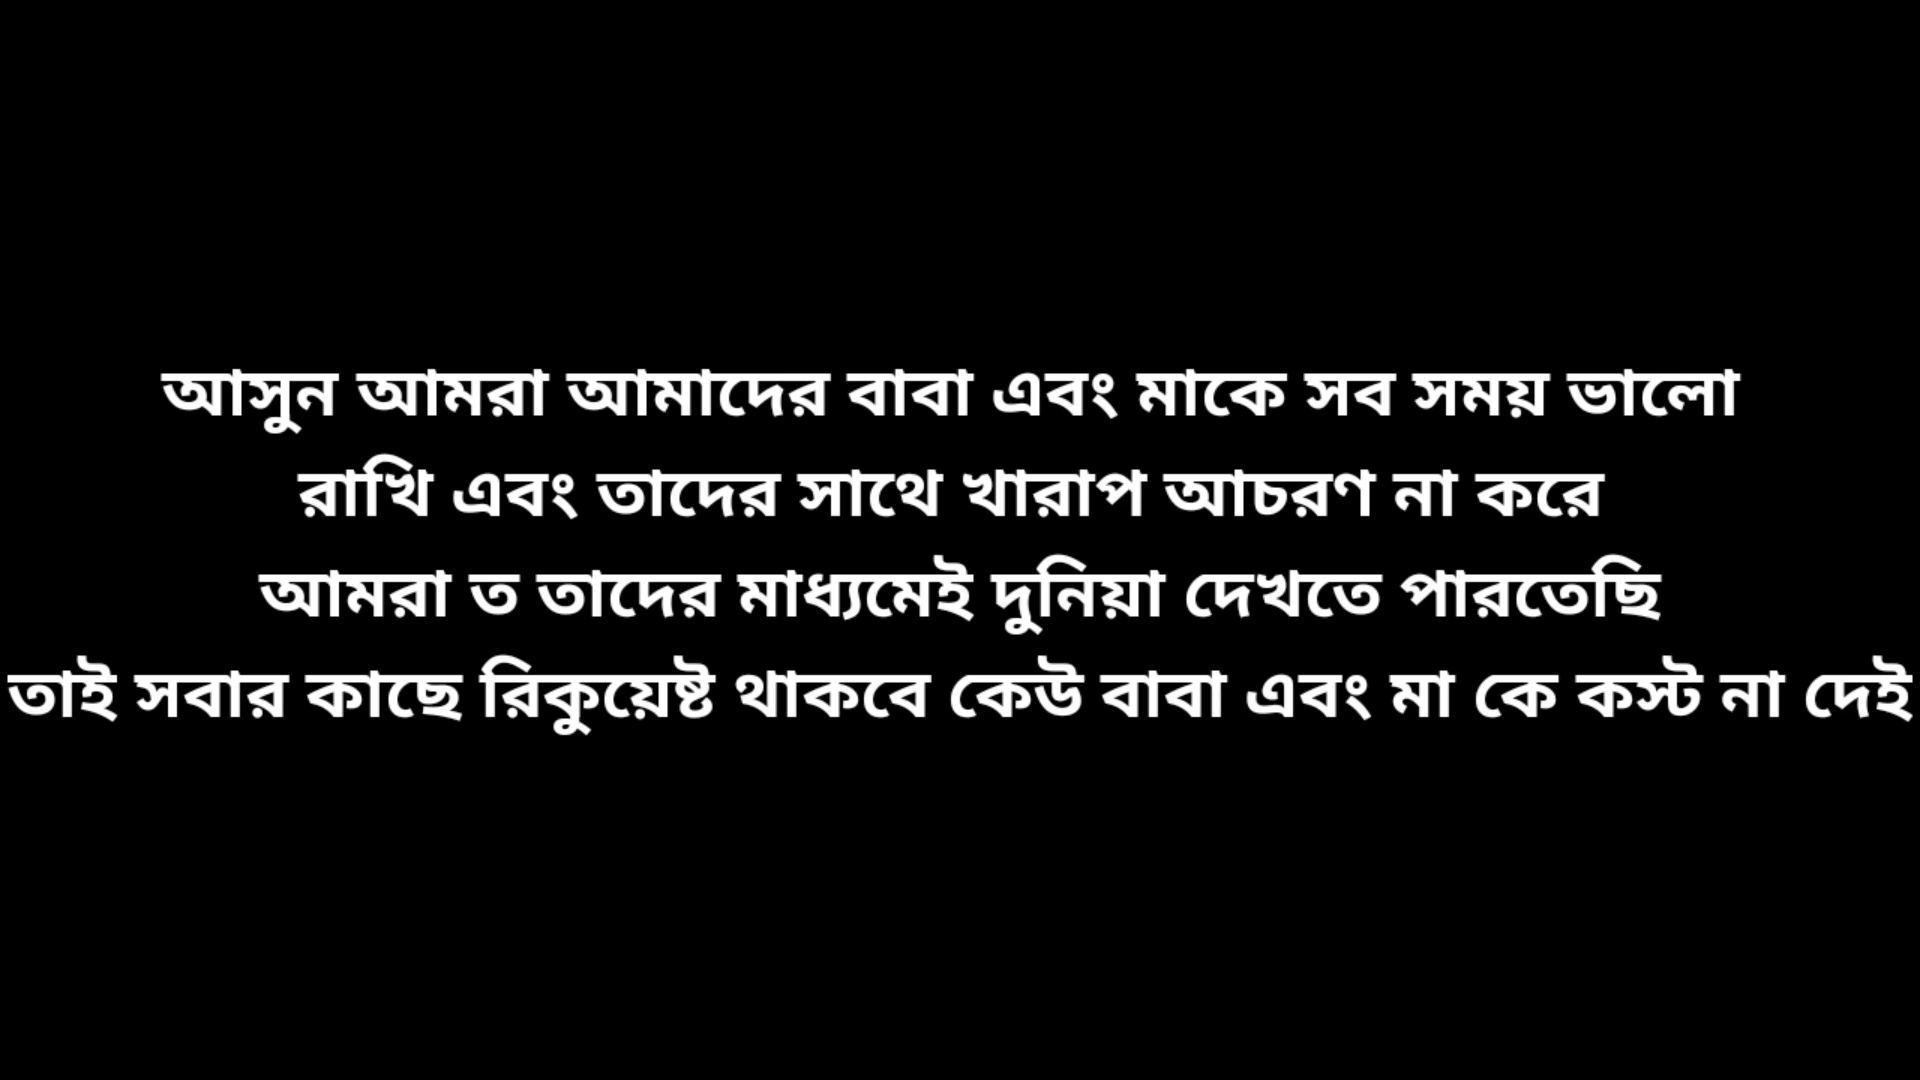 আসুন আমরা আমাদের বাবা এবং মাকে সব সময় ভালো
রাখি এবং তাদের সাথে খারাপ আচরণ না করে
আমরা ত তাদের মাধ্যমেই দুনিয়া দেখতে পারতেছি
তাই সবার কাছে রিকুয়েষ্ট থাকবে কেউ বাবা এবং মা কে কস্ট না দেই